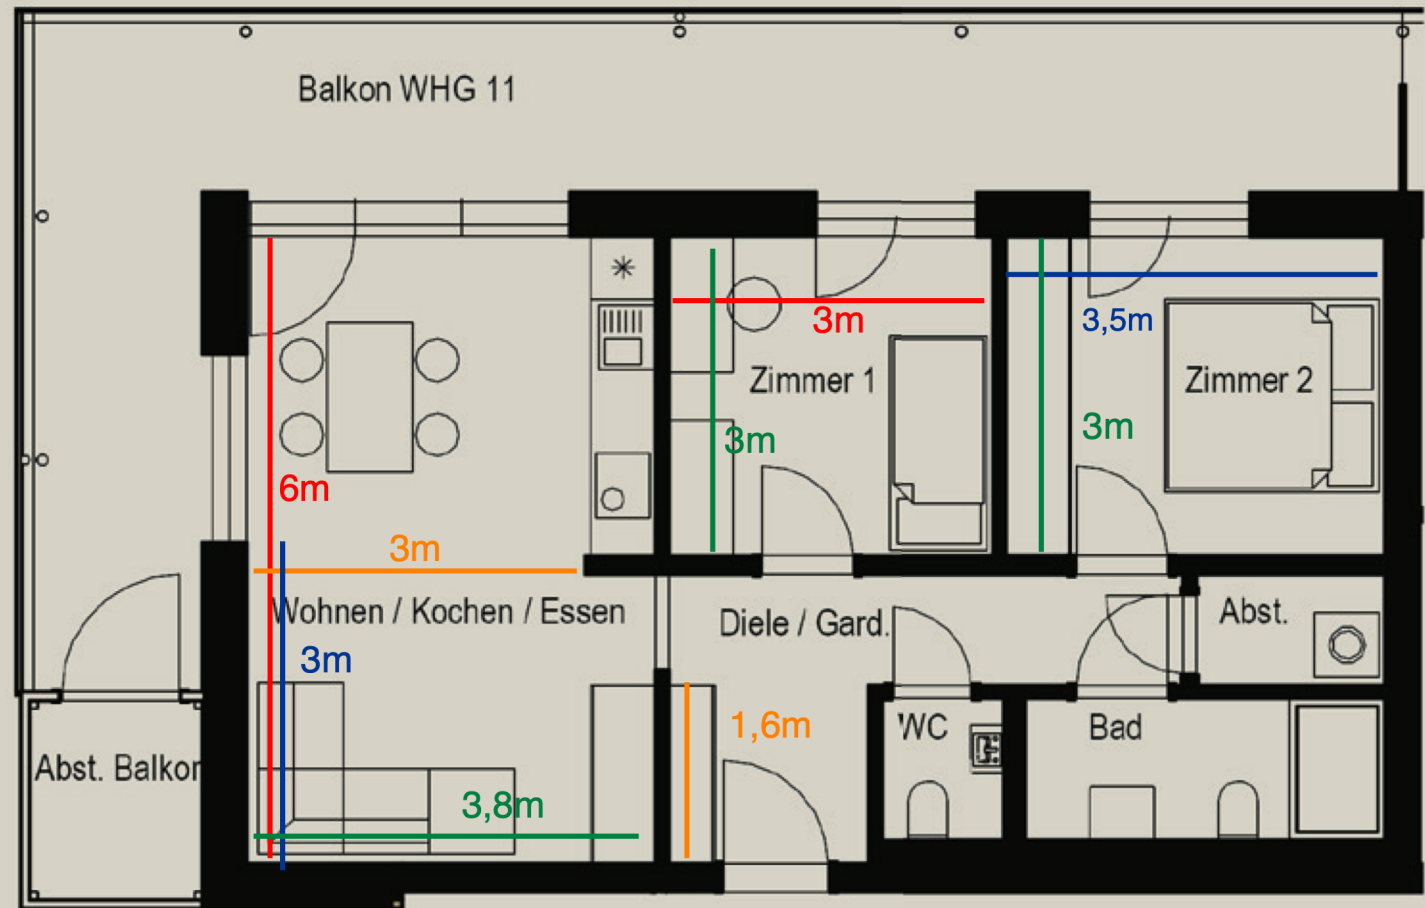 Balkon WHG 11
3m
3,5m
Zimmer 1
Zimmer 2
3m
3m
6m
3m
Wohnen / Kochen / Essen
Diele / Gard.
Abst.
3m
1,6m
WC
Bad
Abst. Balkon
3,8m